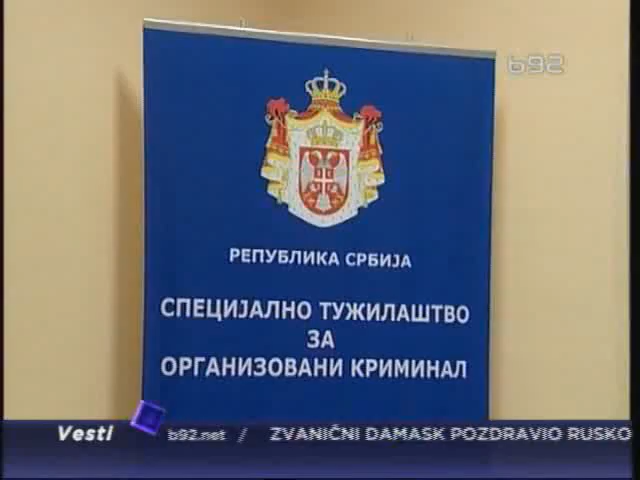 b92
РЕПУБЛИКА СРБИЈА
СПЕЦИЈАЛНО ТУЖИЛАШТВО
ЗА
ОРГАНИЗОВАНИ КРИМИНАЛ
Vesti b92.net / ZVANIČNI DAMASK POZDRAVIO RUSKO